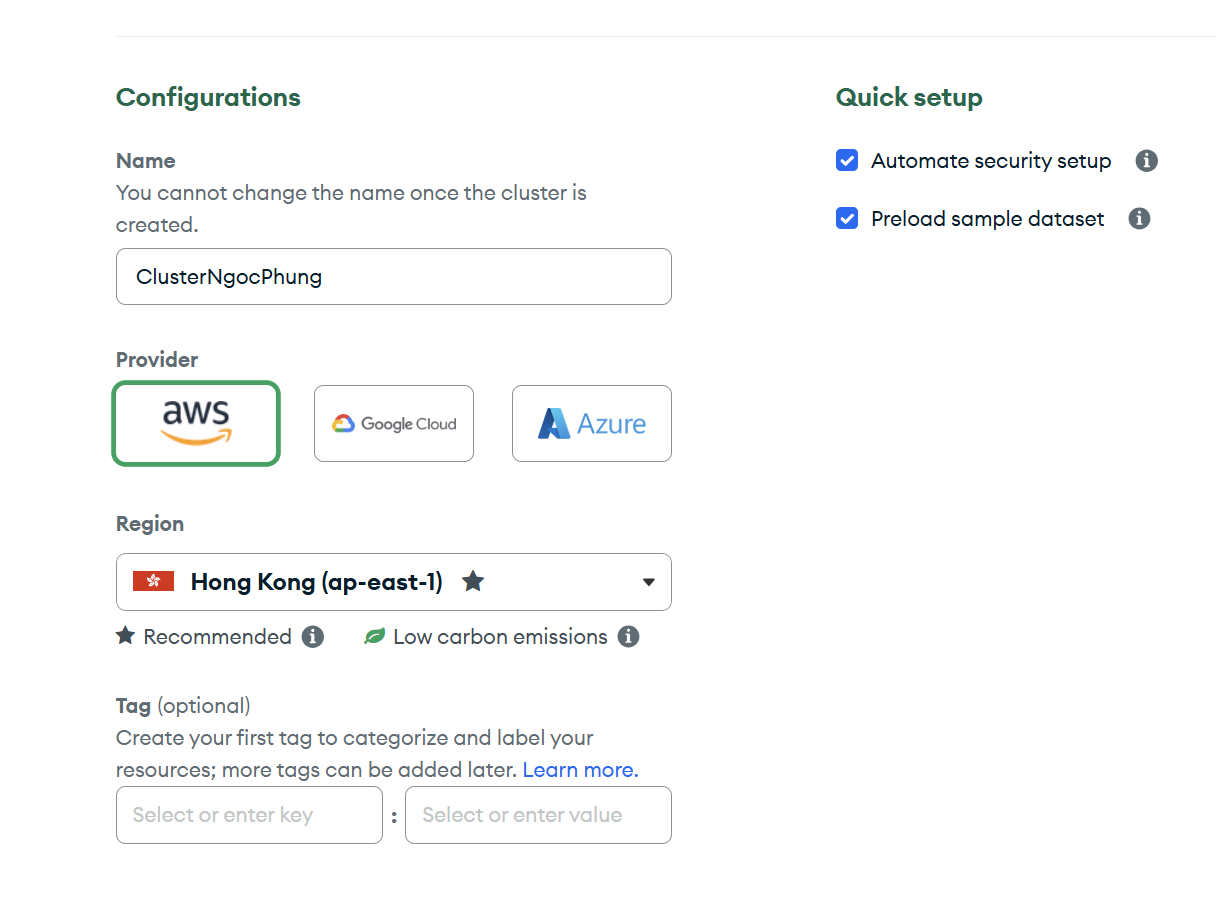 Configurations
Quick setup
Name
You cannot change the name once the cluster is
created.
ClusterNgocPhung
Automate security setup
Preload sample dataset
Provider
aws
Google Cloud
Azure
Region
Hong Kong (ap-east-1)
Recommended
Low carbon emissions
Tag (optional)
Create your first tag to categorize and label your
resources; more tags can be added later. Learn more.
Select or enter key : Select or enter value